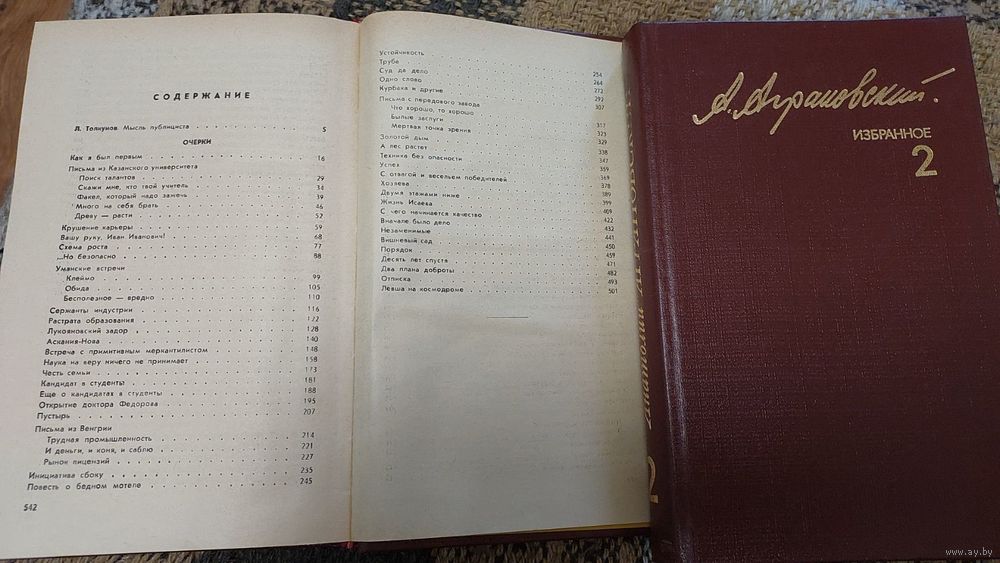 СОДЕРЖАНИЕ
Л. Толкунов Мысль публициста . . . . . . . 5
ОЧЕРКИ
Как я был первым . . . . . . . 16
Письма из Казанского университета
Поиск талантов . . . . . . . 29
Скажи мне, кто твой учитель . . . . . . . 34
Факел, который надо зажечь . . . . . . . 39
Много на себя брать . . . . . . . 46
Древу — расти . . . . . . . 52
Крушение карьеры . . . . . . . 59
Вашу руку, Иван Иванович! . . . . . . . 68
Схема роста . . . . . . . 77
...Но безопасно . . . . . . . 88
Уманские встречи
Клеймо . . . . . . . 99
Обида . . . . . . . 105
Бесполезное — вредно . . . . . . . 110
Сержанты индустрии . . . . . . . 116
Растрата образования . . . . . . . 122
Лукояновский задор . . . . . . . 128
Аскания-Нова . . . . . . . 140
Встреча с примитивным меркантилистом . . . . . . . 148
Наука на веру ничего не принимает . . . . . . . 158
Честь семьи . . . . . . . 173
Кандидат в студенты . . . . . . . 181
Еще о кандидатах в студенты . . . . . . . 188
Открытие доктора Федорова . . . . . . . 195
Пустырь . . . . . . . 207
Письма из Венгрии
Трудная промышленность . . . . . . . 214
И деньги, и коня, и саблю . . . . . . . 221
Рынок лицензий . . . . . . . 227
Инициатива сбоку . . . . . . . 235
Повесть о бедном мотеле . . . . . . . 245
542
Устойчивость . . . . . . . 254
Труба . . . . . . . 264
Суд да дело . . . . . . . 272
Одно слово . . . . . . . 292
Курбака и другие . . . . . . . 307
Письма с передового завода
Что хорошо, то хорошо . . . . . . . 317
Былые заслуги . . . . . . . 323
Мертвая точка зрения . . . . . . . 329
Золотой дым . . . . . . . 338
А лес растет . . . . . . . 347
Техника без опасности . . . . . . . 359
Успех . . . . . . . 369
С отвагой и весельем победителей . . . . . . . 378
Хозяева . . . . . . . 389
Двумя этажами ниже . . . . . . . 399
Жизнь Исаева . . . . . . . 409
С чего начинается качество . . . . . . . 422
Вначале было дело . . . . . . . 432
Незаменимые . . . . . . . 441
Вишневый сад . . . . . . . 450
Порядок . . . . . . . 459
Десять лет спустя . . . . . . . 471
Два плана доброты . . . . . . . 482
Отписка . . . . . . . 493
Левша на космодроме . . . . . . . 501
Анатолий АГРАНОВСКИЙ
2
А. Аграновский.
ИЗБРАННОЕ
2
www.ay.by